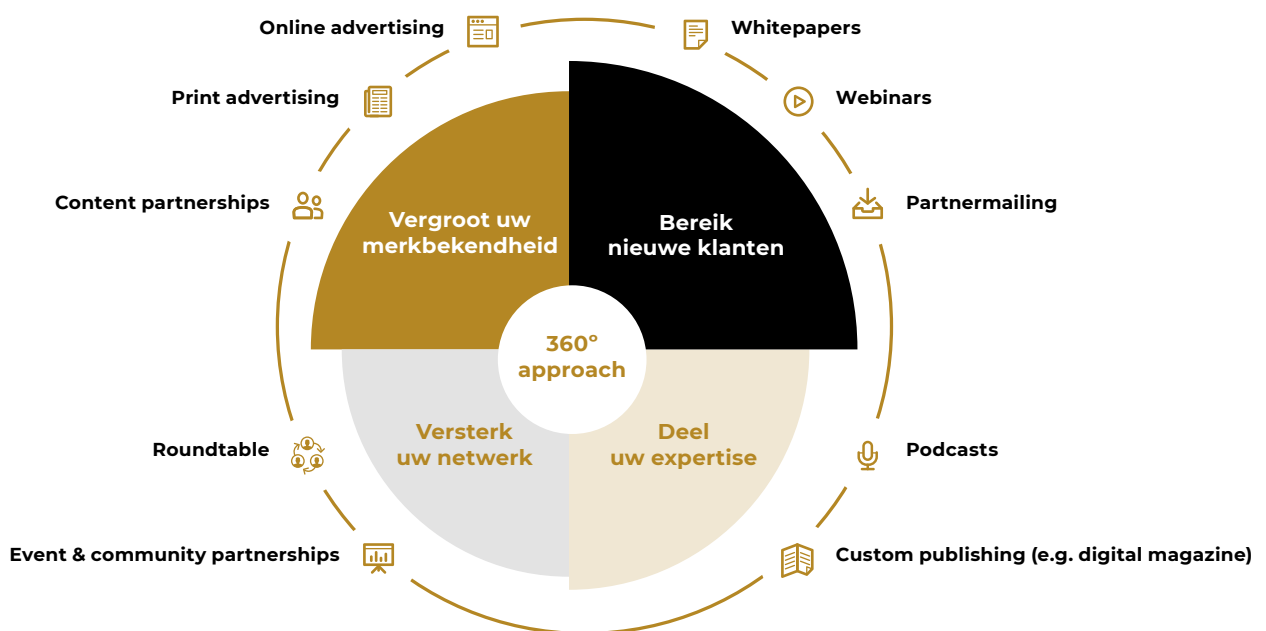 Online advertising
Whitepapers
Print advertising
Webinars
Content partnerships
Partnermailing
Vergroot uw
merkbekendheid
Bereik
nieuwe klanten
360º
approach
Versterk
uw netwerk
Deel
uw expertise
Roundtable
Podcasts
Event & community partnerships
Custom publishing (e.g. digital magazine)